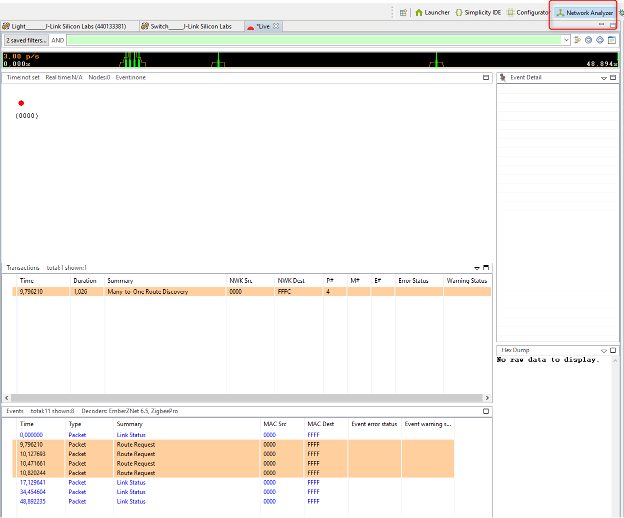 Launcher {} Simplicity IDE Configurator Network Analyzer
Light_____J-Link Silicon Labs (440133381) Switch_____J-Link Silicon Labs *Live
2 saved filters... AND
3.08 p/s
0.000s 48.894s
Time:not set Real time:N/A Nodes:0 Event:none Event Detail
(0000)
Transactions total:1 shown:1
Time Duration Summary NWK Src NWK Dest P# M# E# Error Status Warning Status
9,796210 1,026 Many-to-One Route Discovery 0000 FFFC 4
Hex Dump
No raw data to display.
Events total:11 shown:8 Decoders: EmberZNet 6.5, ZigbeePro
Time Type Summary MAC Src MAC Dest Event error status Event warning s...
0,000000 Packet Link Status 0000 FFFF
9,796210 Packet Route Request 0000 FFFF
10,127693 Packet Route Request 0000 FFFF
10,471661 Packet Route Request 0000 FFFF
10,820244 Packet Route Request 0000 FFFF
17,129641 Packet Link Status 0000 FFFF
34,454604 Packet Link Status 0000 FFFF
48,892235 Packet Link Status 0000 FFFF